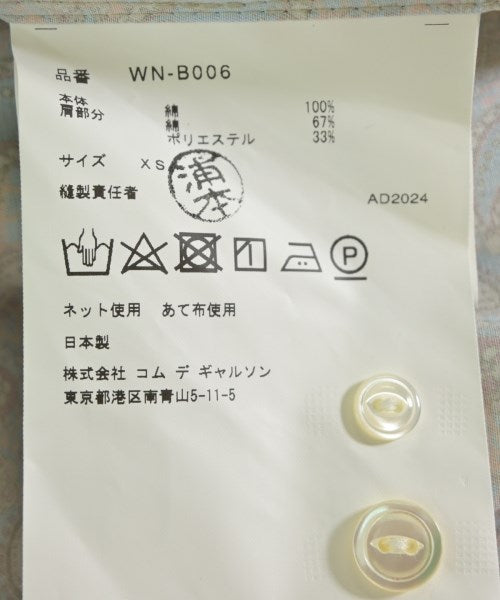 品番 WN-B006
本体 綿 100%
肩部分 綿 67%
ポリエステル 33%
サイズ XS
浦本
縫製責任者
AD2024
P
ネット使用 あて布使用
日本製
株式会社 コム デ ギャルソン
東京都港区南青山5-11-5